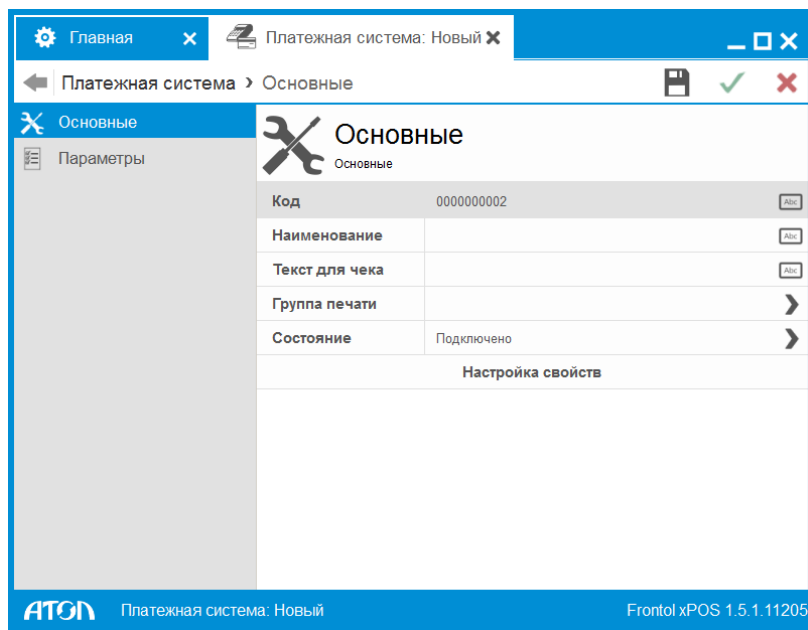 Главная
Платежная система: Новый
Платежная система
Основные
Основные
Параметры
Основные
Основные
Код 0000000002 Abc
Наименование Abc
Текст для чека Abc
Группа печати
Состояние Подключено
Настройка свойств
ATOL Платежная система: Новый Frontol xPOS 1.5.1.11205